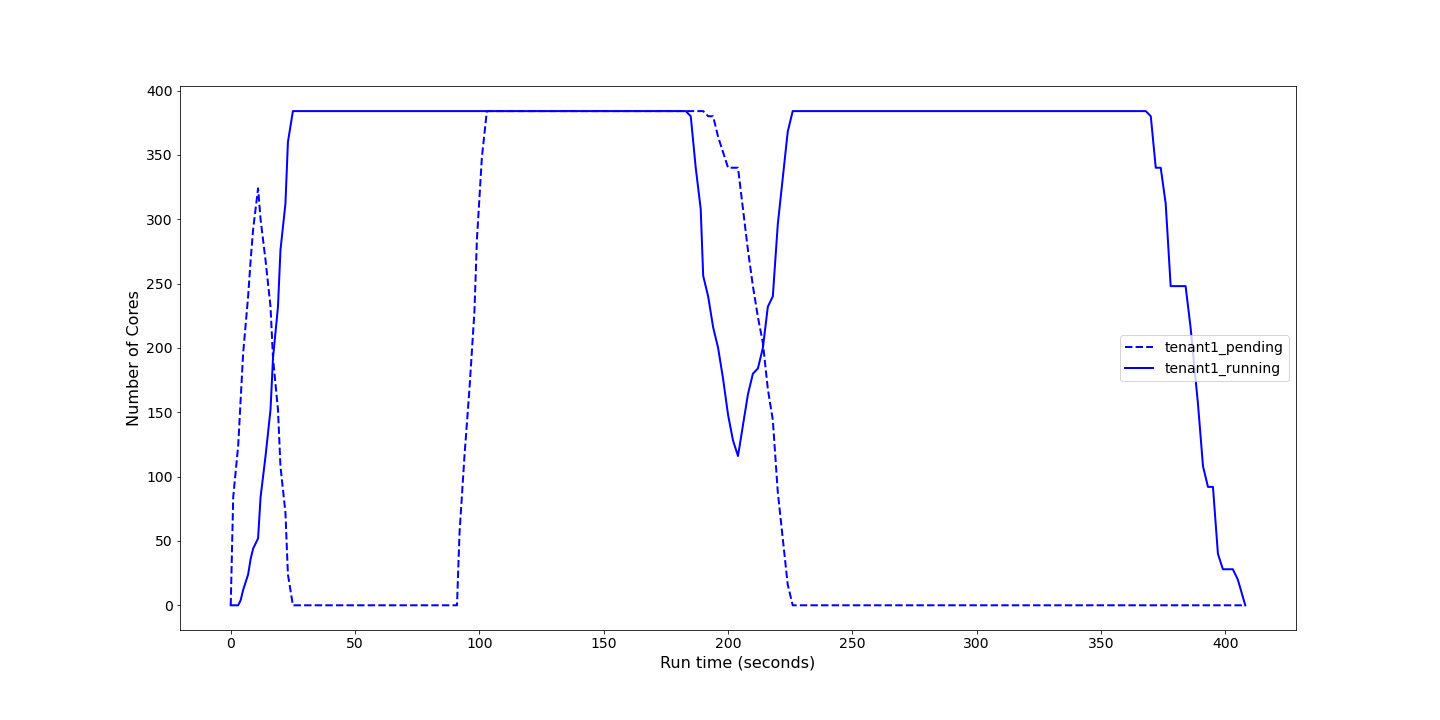 400
350
300
250
200
150
100
50
0
Number of Cores
tenant1_pending
tenant1_running
0 50 100 150 200 250 300 350 400
Run time (seconds)